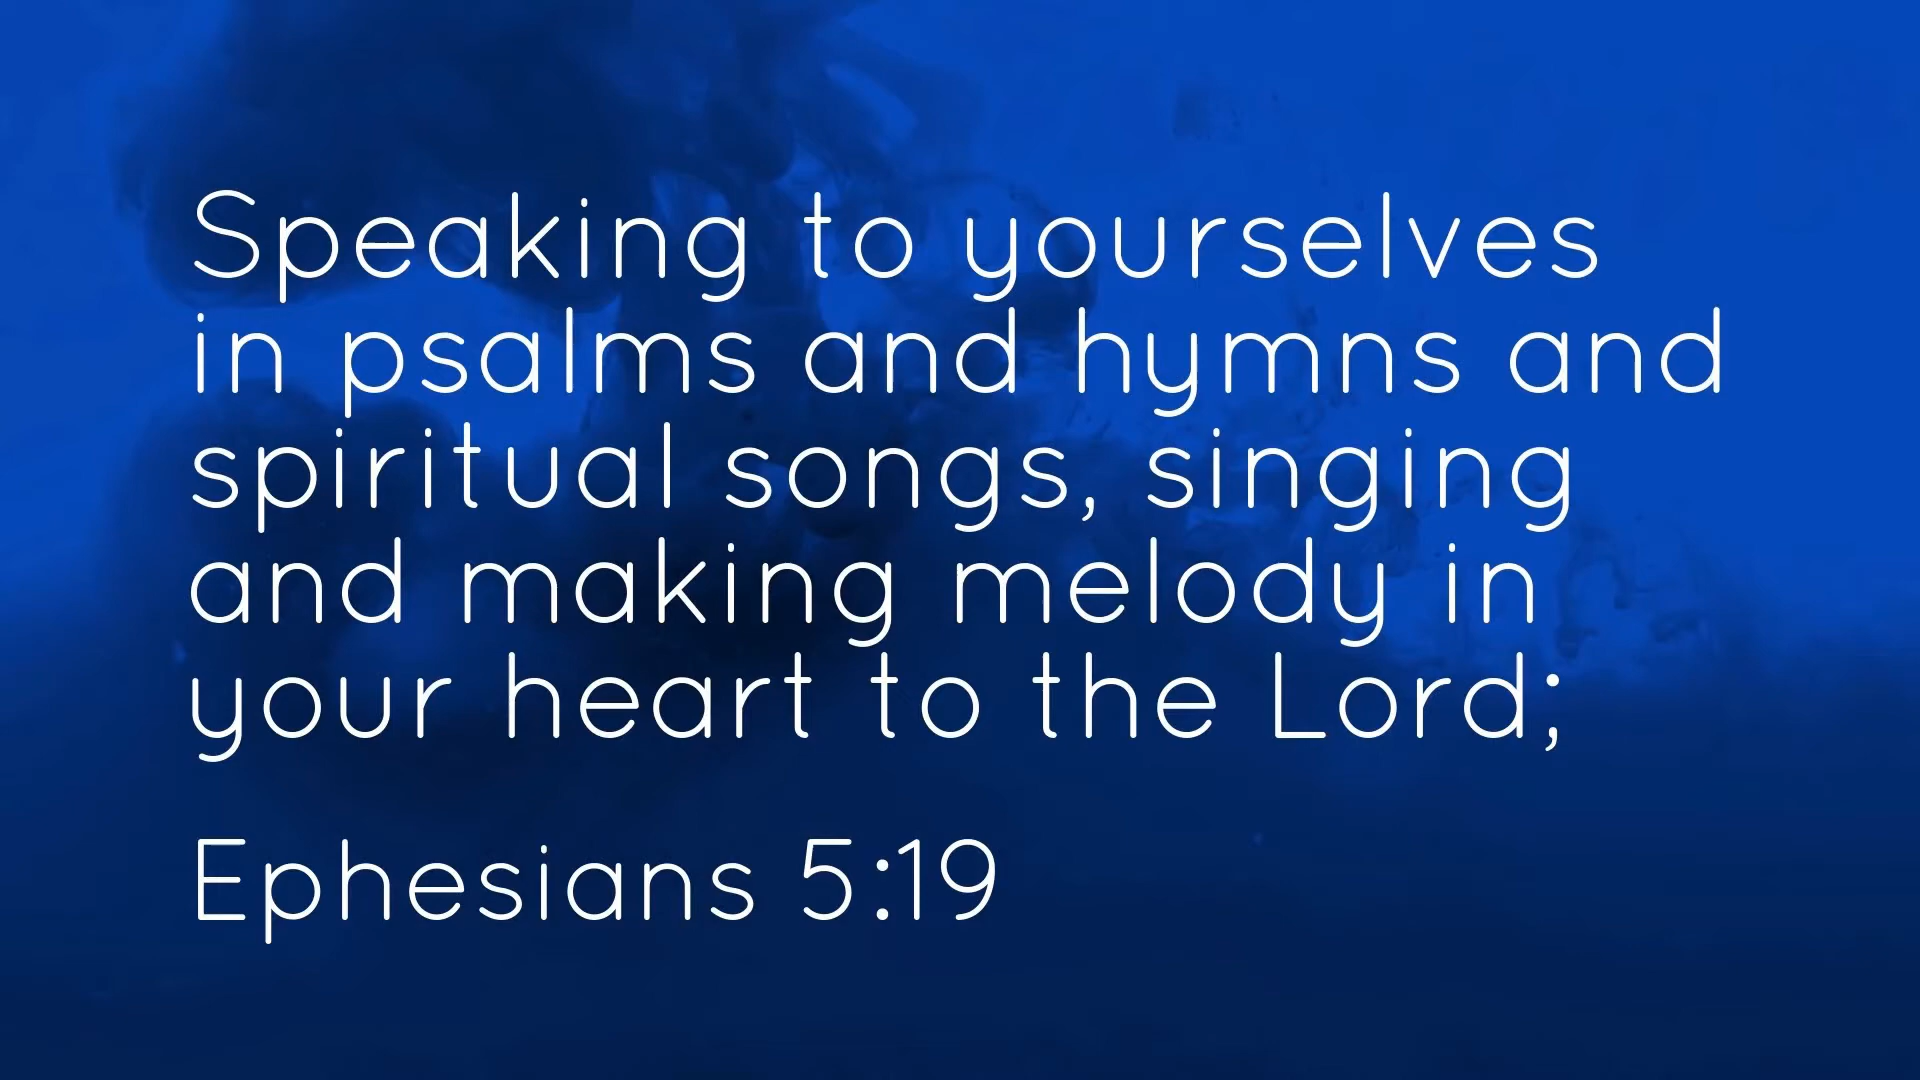 Speaking to yourselves
in psalms and hymns and
spiritual songs, singing
and making melody in
your heart to the Lord;
Ephesians 5:19